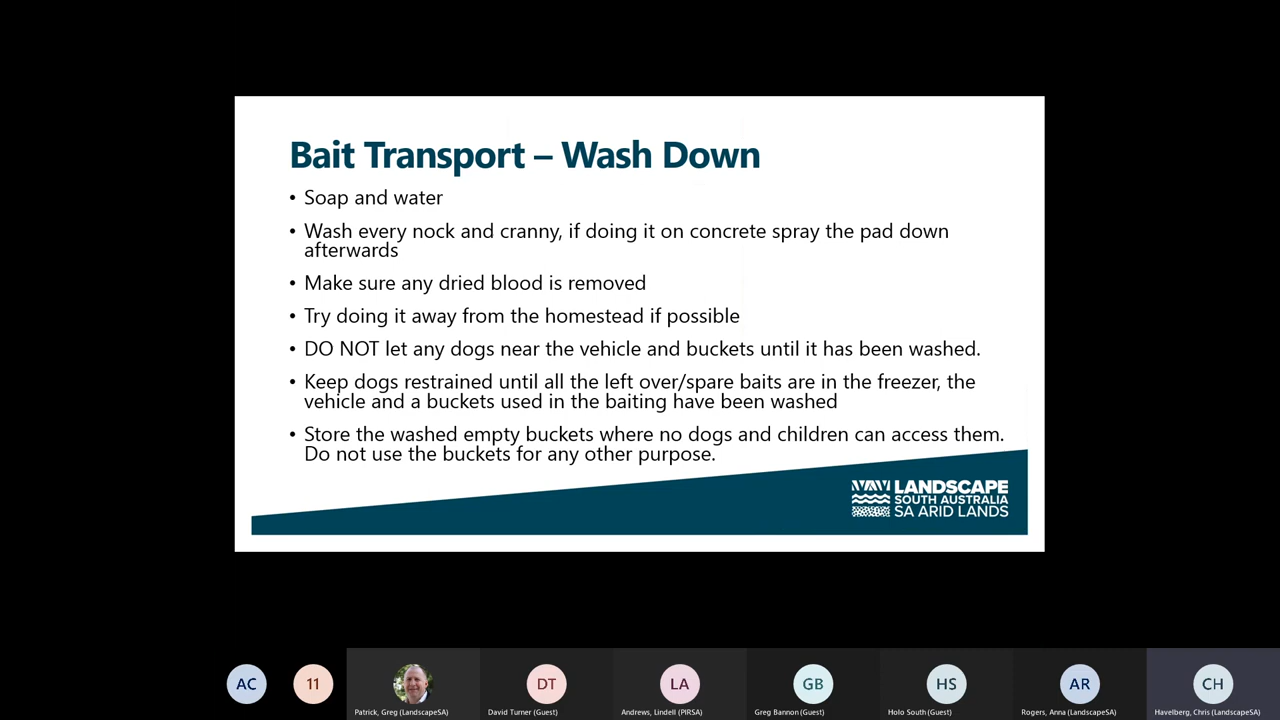 Bait Transport – Wash Down
• Soap and water
• Wash every nock and cranny, if doing it on concrete spray the pad down
afterwards
• Make sure any dried blood is removed
• Try doing it away from the homestead if possible
• DO NOT let any dogs near the vehicle and buckets until it has been washed.
• Keep dogs restrained until all the left over/spare baits are in the freezer, the
vehicle and a buckets used in the baiting have been washed
• Store the washed empty buckets where no dogs and children can access them.
Do not use the buckets for any other purpose.
LANDSCAPE
SOUTH AUSTRALIA
SA ARID LANDS
AC
11
DT
LA
GB
HS
AR
CH
Patrick, Greg (LandscapeSA)
David Turner (Guest)
Andrews, Lindell (PIRSA)
Greg Bannon (Guest)
Holo South (Guest)
Rogers, Anna (LandscapeSA)
Havelberg, Chris (LandscapeSA)